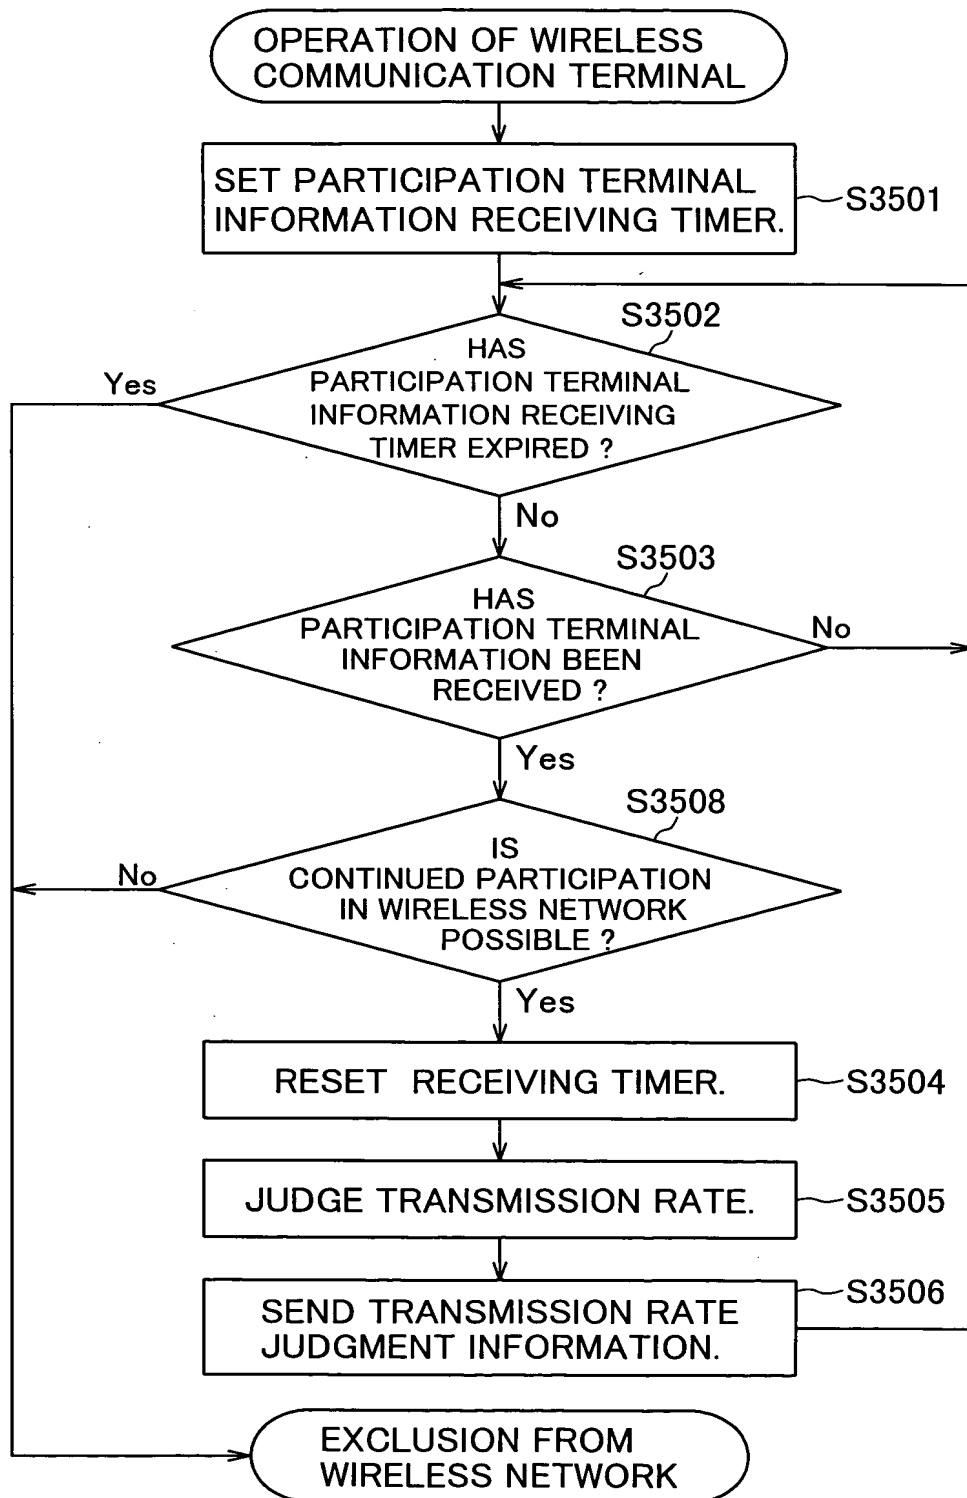 OPERATION OF WIRELESS
COMMUNICATION TERMINAL
SET PARTICIPATION TERMINAL
INFORMATION RECEIVING TIMER.
S3501
S3502
HAS
PARTICIPATION TERMINAL
INFORMATION RECEIVING
TIMER EXPIRED ?
Yes
No
S3503
HAS
PARTICIPATION TERMINAL
INFORMATION BEEN
RECEIVED ?
No
Yes
S3508
IS
CONTINUED PARTICIPATION
IN WIRELESS NETWORK
POSSIBLE ?
No
Yes
RESET RECEIVING TIMER.
S3504
JUDGE TRANSMISSION RATE.
S3505
SEND TRANSMISSION RATE
JUDGMENT INFORMATION.
S3506
EXCLUSION FROM
WIRELESS NETWORK